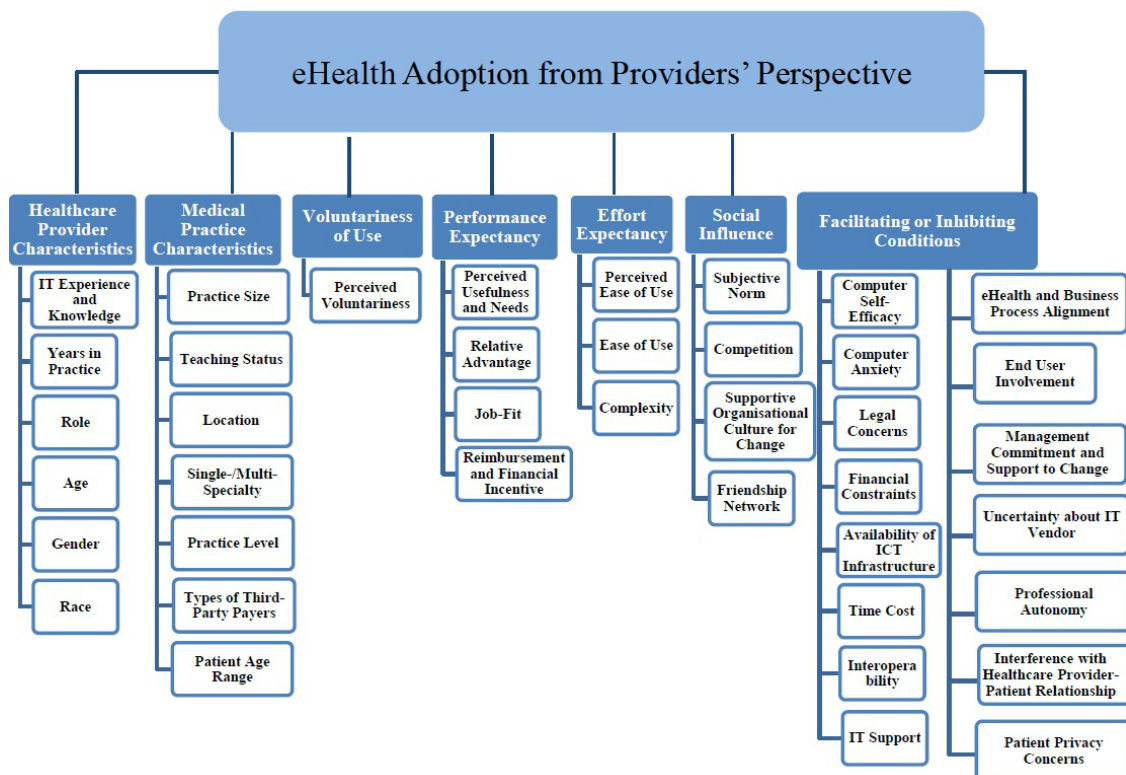 eHealth Adoption from Providers’ Perspective
Healthcare
Provider
Characteristics
IT Experience
and
Knowledge
Years in
Practice
Role
Age
Gender
Race
Medical
Practice
Characteristics
Practice Size
Teaching Status
Location
Single-/Multi-
Specialty
Practice Level
Types of Third-
Party Payers
Patient Age
Range
Voluntariness
of Use
Perceived
Voluntariness
Performance
Expectancy
Perceived
Usefulness
and Needs
Relative
Advantage
Job-Fit
Reimbursement
and Financial
Incentive
Effort
Expectancy
Perceived
Ease of Use
Ease of Use
Complexity
Social
Influence
Subjective
Norm
Competition
Supportive
Organisational
Culture for
Change
Friendship
Network
Facilitating or Inhibiting
Conditions
Computer
Self-
Efficacy
Computer
Anxiety
Legal
Concerns
Financial
Constraints
Availability of
ICT
Infrastructure
Time Cost
Interopera
bility
IT Support
eHealth and Business
Process Alignment
End User
Involvement
Management
Commitment and
Support to Change
Uncertainty about IT
Vendor
Professional
Autonomy
Interference with
Healthcare Provider-
Patient Relationship
Patient Privacy
Concerns